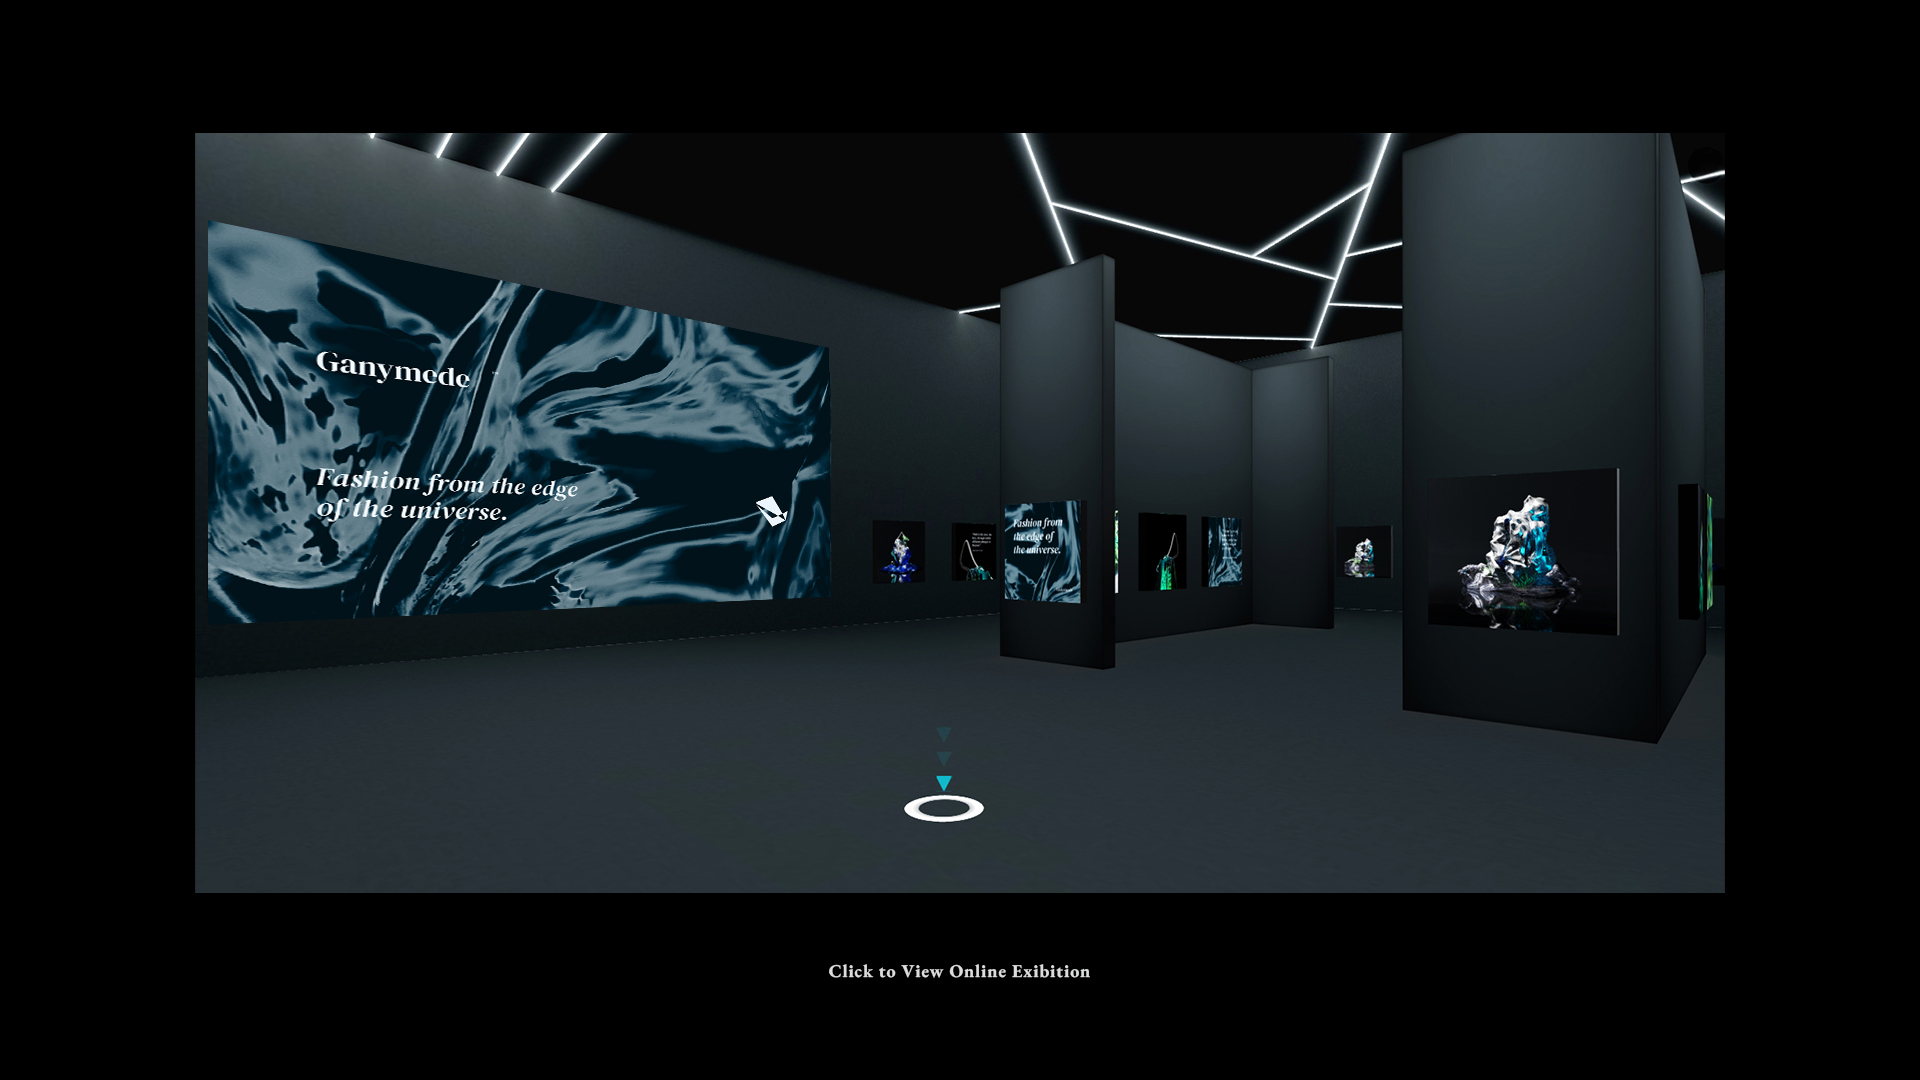 Ganymede
Fashion from the edge
of the universe.
Fashion from
the edge of
the universe.
Click to View Online Exibition